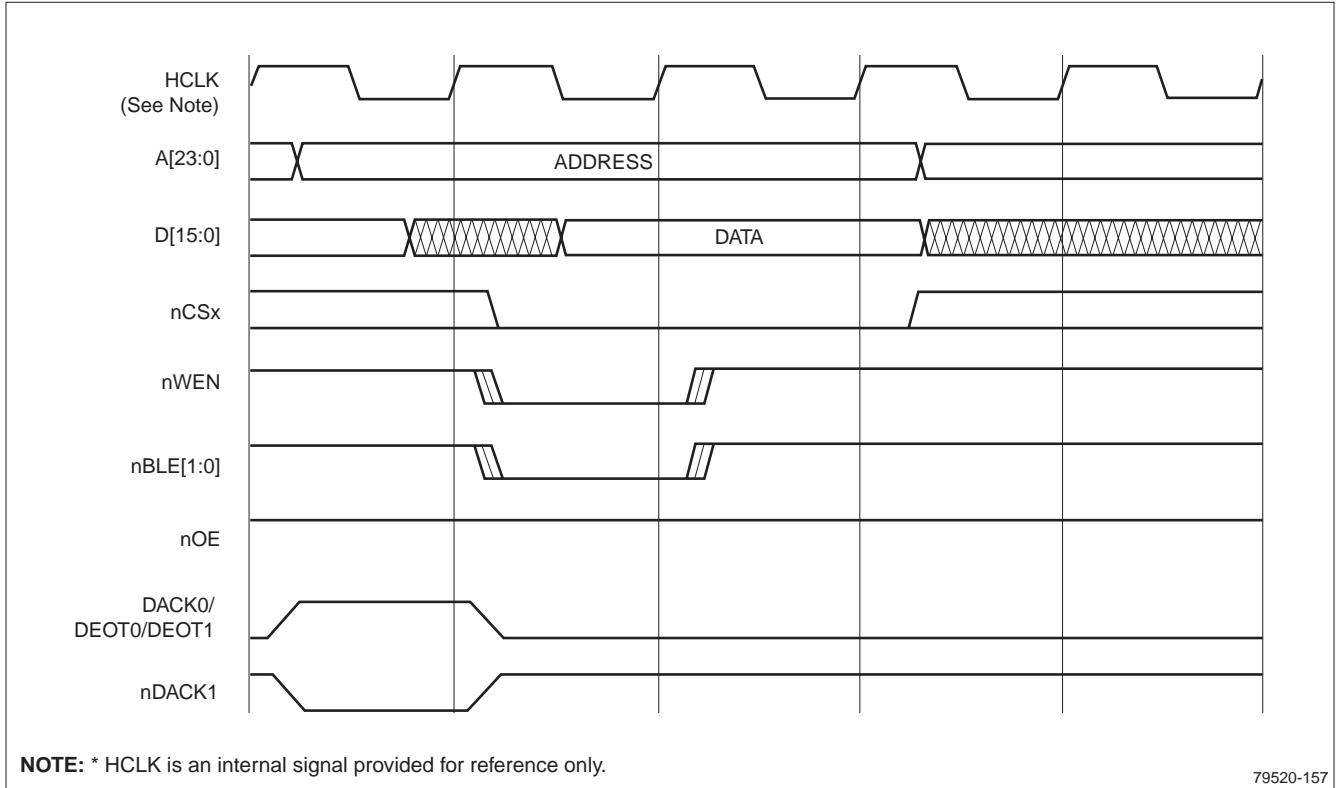 HCLK
(See Note)
A[23:0]
ADDRESS
D[15:0]
DATA
nCSx
nWEN
nBLE[1:0]
nOE
DACK0/
DEOT0/DEOT1
nDACK1
NOTE: * HCLK is an internal signal provided for reference only.
79520-157